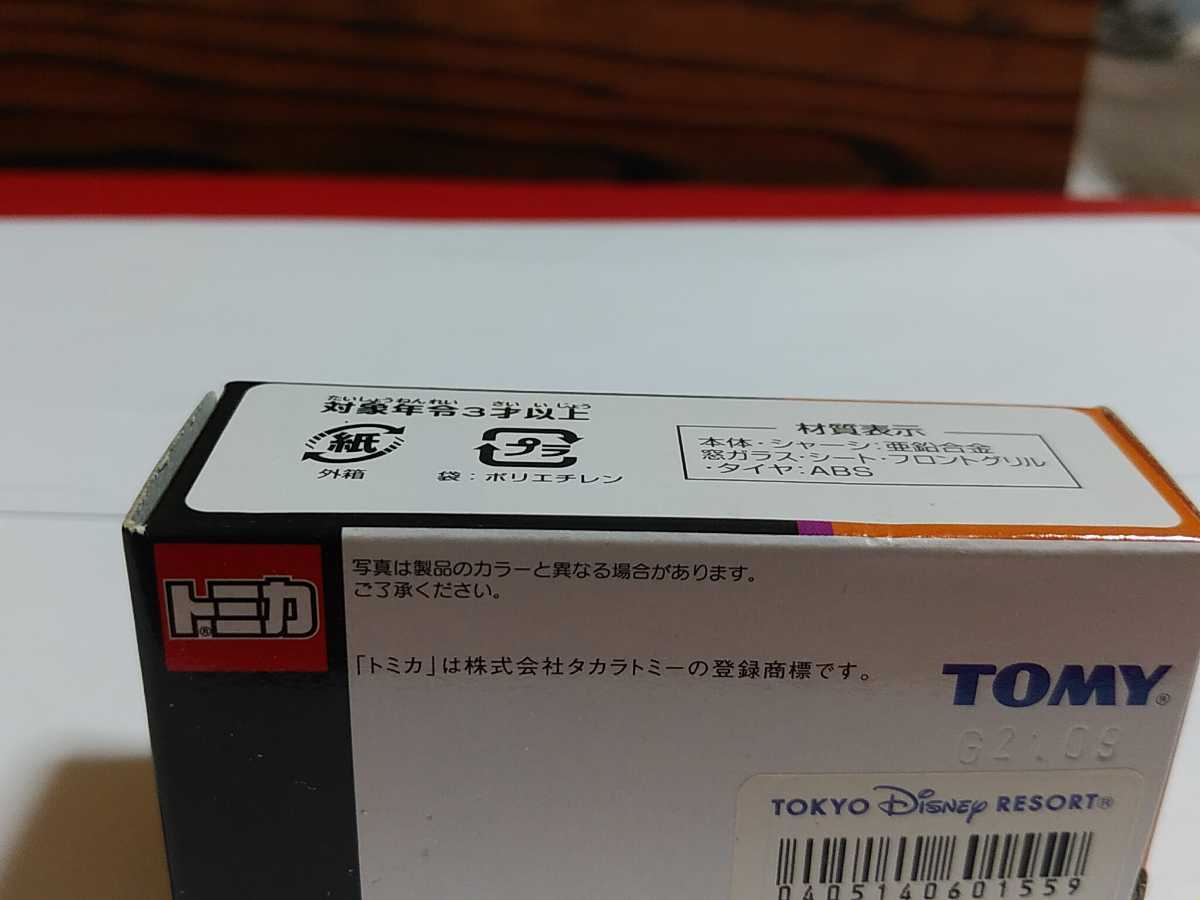 たいしょうねんれい さい いじょう
対象年令3才以上
紙
外箱
プラ
袋：ポリエチレン
材質表示
本体・シャーシ：亜鉛合金
窓ガラス・シート・フロントグリル
・タイヤ：ABS
トミカ®
写真は製品のカラーと異なる場合があります。
ご了承ください。
「トミカ」は株式会社タカラトミーの登録商標です。
TOMY®
G21.09
TOKYO Disney RESORT®
0405140601559